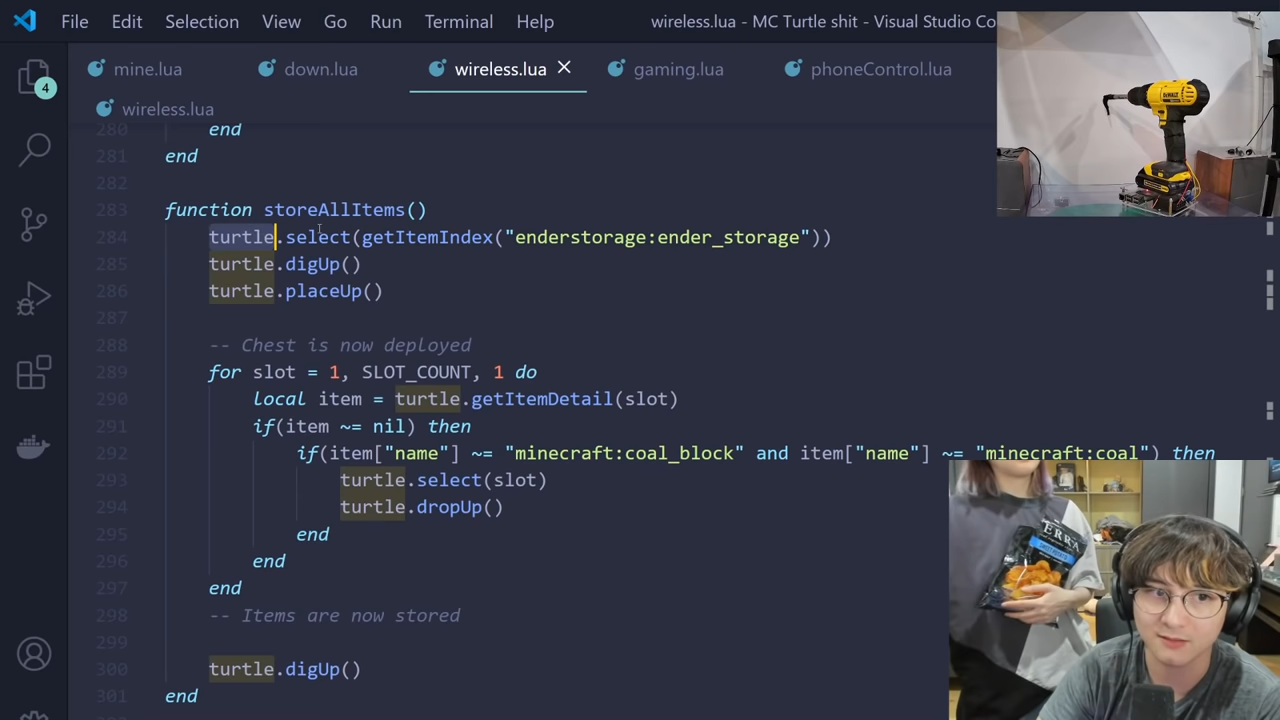 File Edit Selection View Go Run Terminal Help wireless.lua - MC Turtle shit - Visual Studio Co
4
mine.lua down.lua wireless.lua gaming.lua phoneControl.lua
wireless.lua
280 end
281 end
282
283 function storeAllItems()
284 turtle.select(getItemIndex("enderstorage:ender_storage"))
285 turtle.digUp()
286 turtle.placeUp()
287
288 -- Chest is now deployed
289 for slot = 1, SLOT_COUNT, 1 do
290 local item = turtle.getItemDetail(slot)
291 if(item ~= nil) then
292 if(item["name"] ~= "minecraft:coal_block" and item["name"] ~= "minecraft:coal") then
293 turtle.select(slot)
294 turtle.dropUp()
295 end
296 end
297 end
298 -- Items are now stored
299
300 turtle.digUp()
301 end
DEWALT